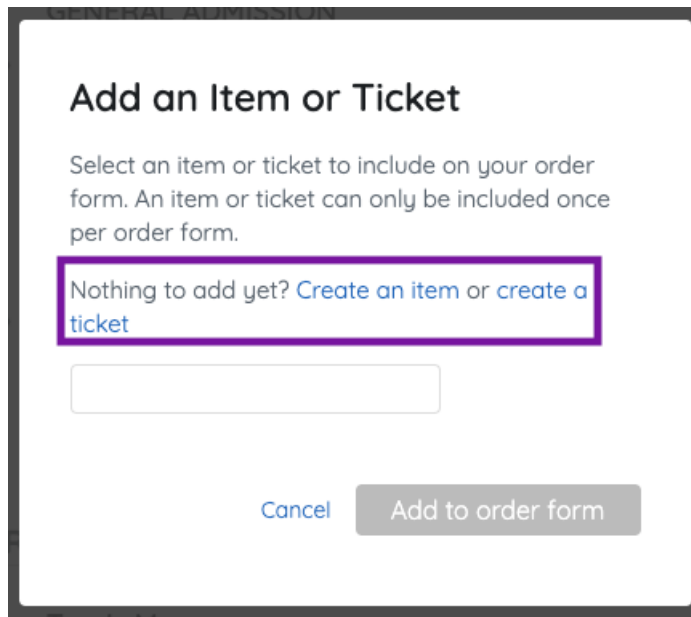 GENERAL ADMISSION
Add an Item or Ticket
Select an item or ticket to include on your order
form. An item or ticket can only be included once
per order form.
Nothing to add yet? Create an item or create a
ticket
Cancel
Add to order form